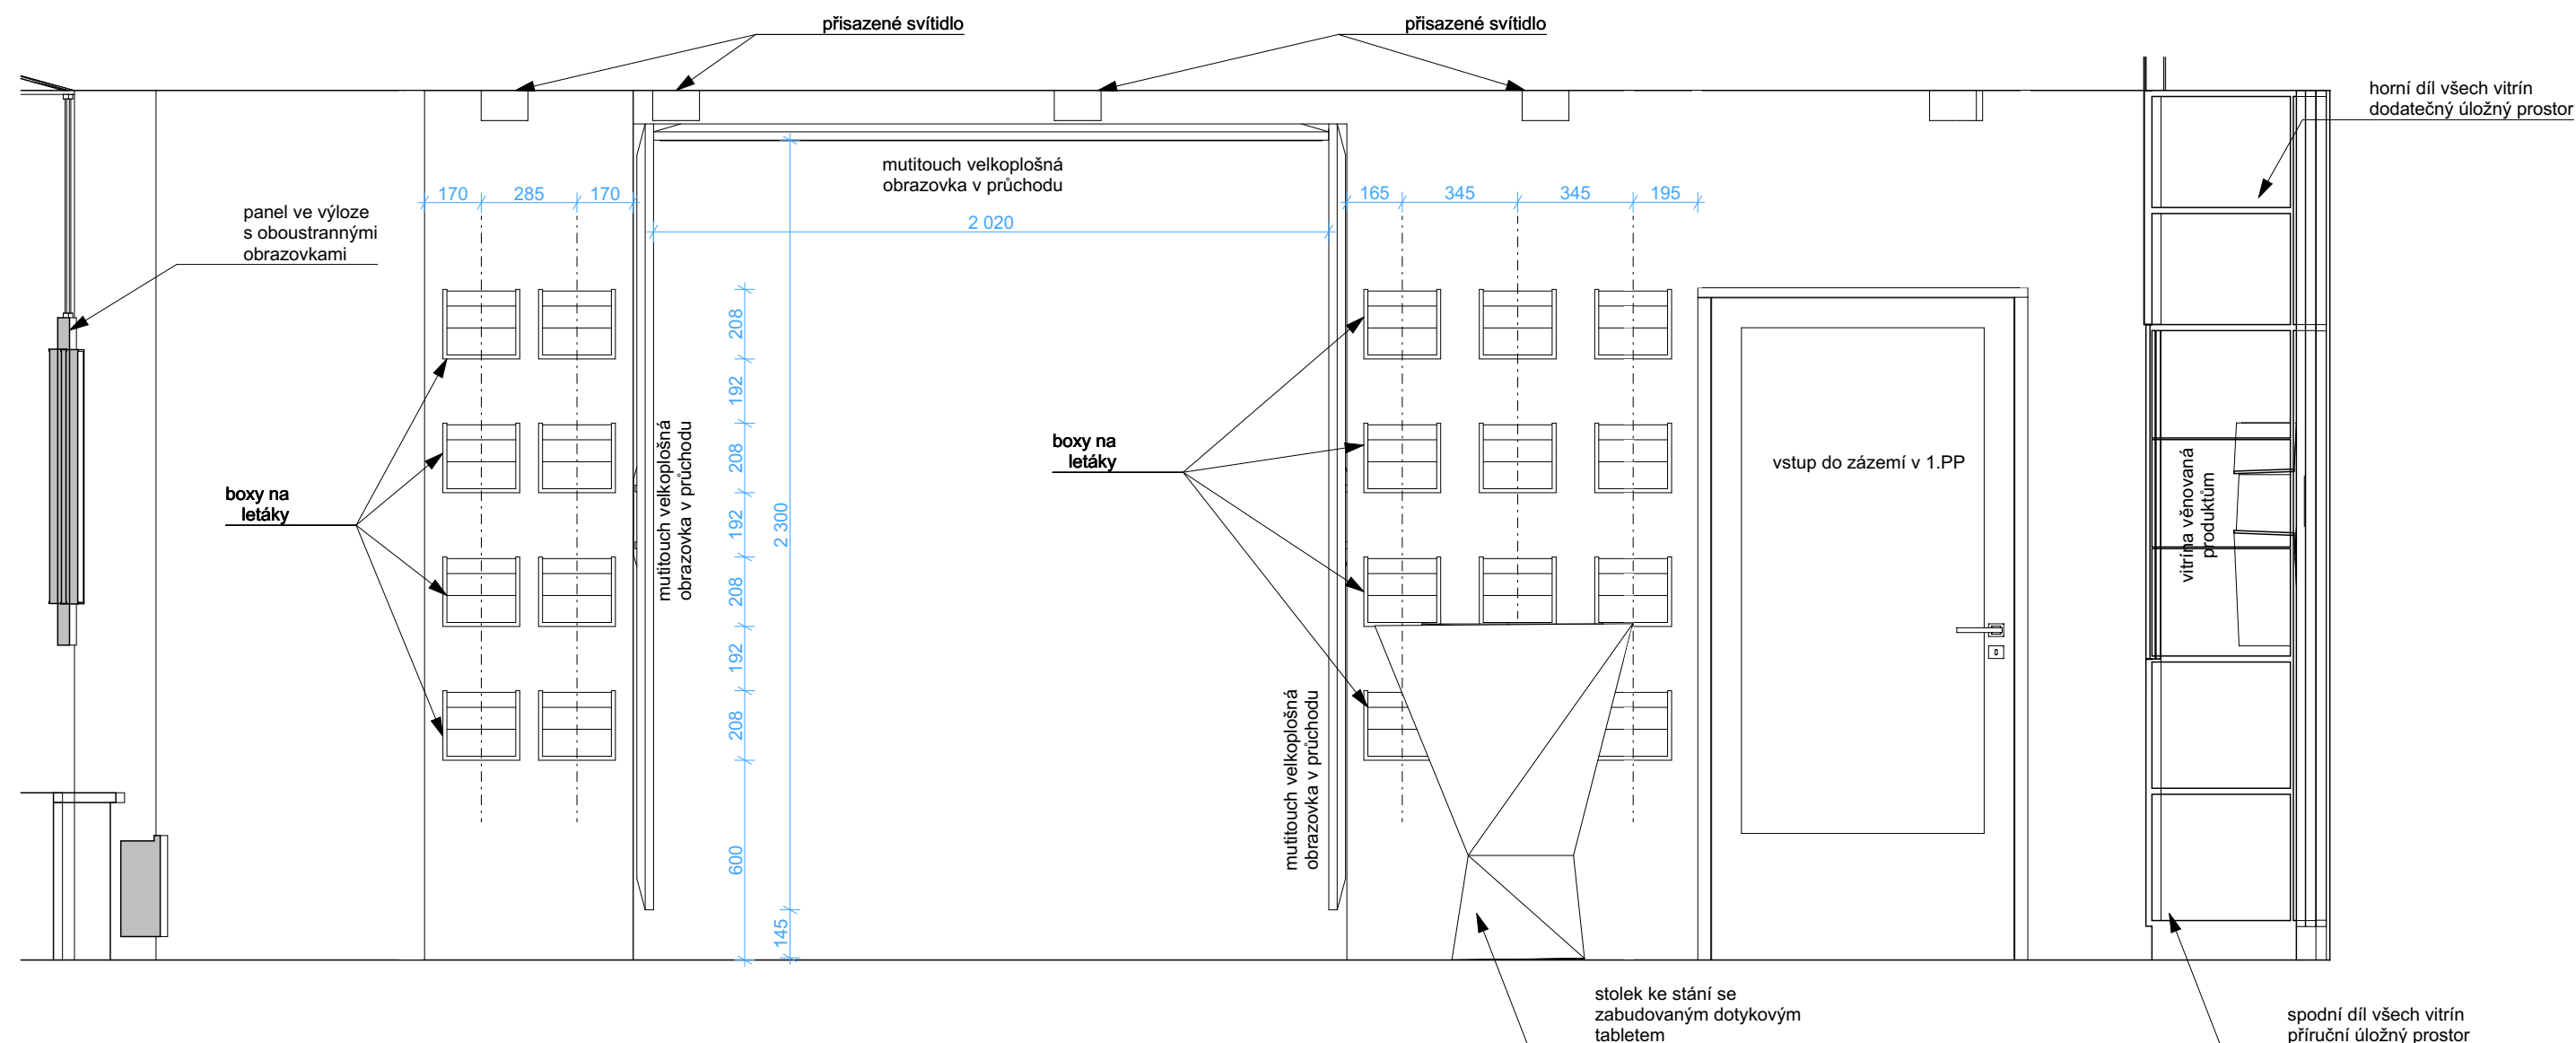 přisazené svítidlo
přisazené svítidlo
horní díl všech vitrín
dodatečný úložný prostor
mutitouch velkoplošná
obrazovka v průchodu
170
285
170
165
345
345
195
2 020
panel ve výloze
s oboustrannými
obrazovkami
208
192
208
192
208
192
208
600
2 300
145
mutitouch velkoplošná
obrazovka v průchodu
boxy na
letáky
boxy na
letáky
mutitouch velkoplošná
obrazovka v průchodu
vstup do zázemí v 1.PP
vitrína věnovaná
produktům
stolek ke stání se
zabudovaným dotykovým
tabletem
spodní díl všech vitrín
příruční úložný prostor